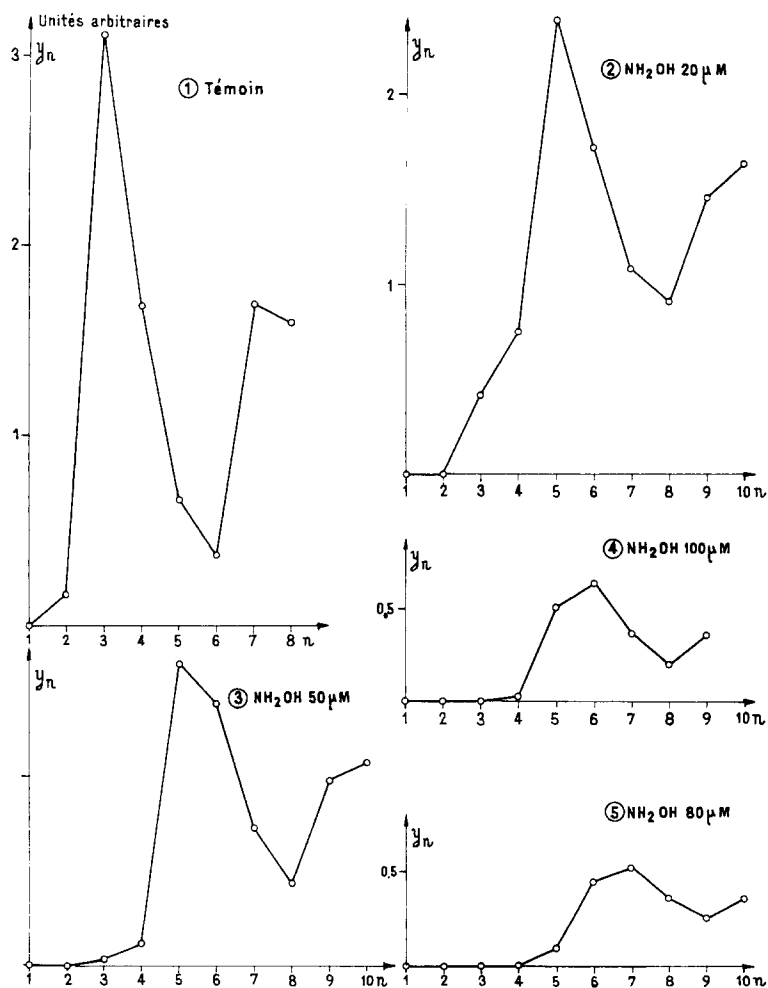 Unités arbitraires
yn
3
2
1
① Témoin
1 2 3 4 5 6 7 8 n
yn
2
1
② NH₂OH 20 µM
1 2 3 4 5 6 7 8 9 10 n
yn
③ NH₂OH 50 µM
1 2 3 4 5 6 7 8 9 10 n
yn
0,5
④ NH₂OH 100 µM
1 2 3 4 5 6 7 8 9 10 n
yn
0,5
⑤ NH₂OH 80 µM
1 2 3 4 5 6 7 8 9 10 n